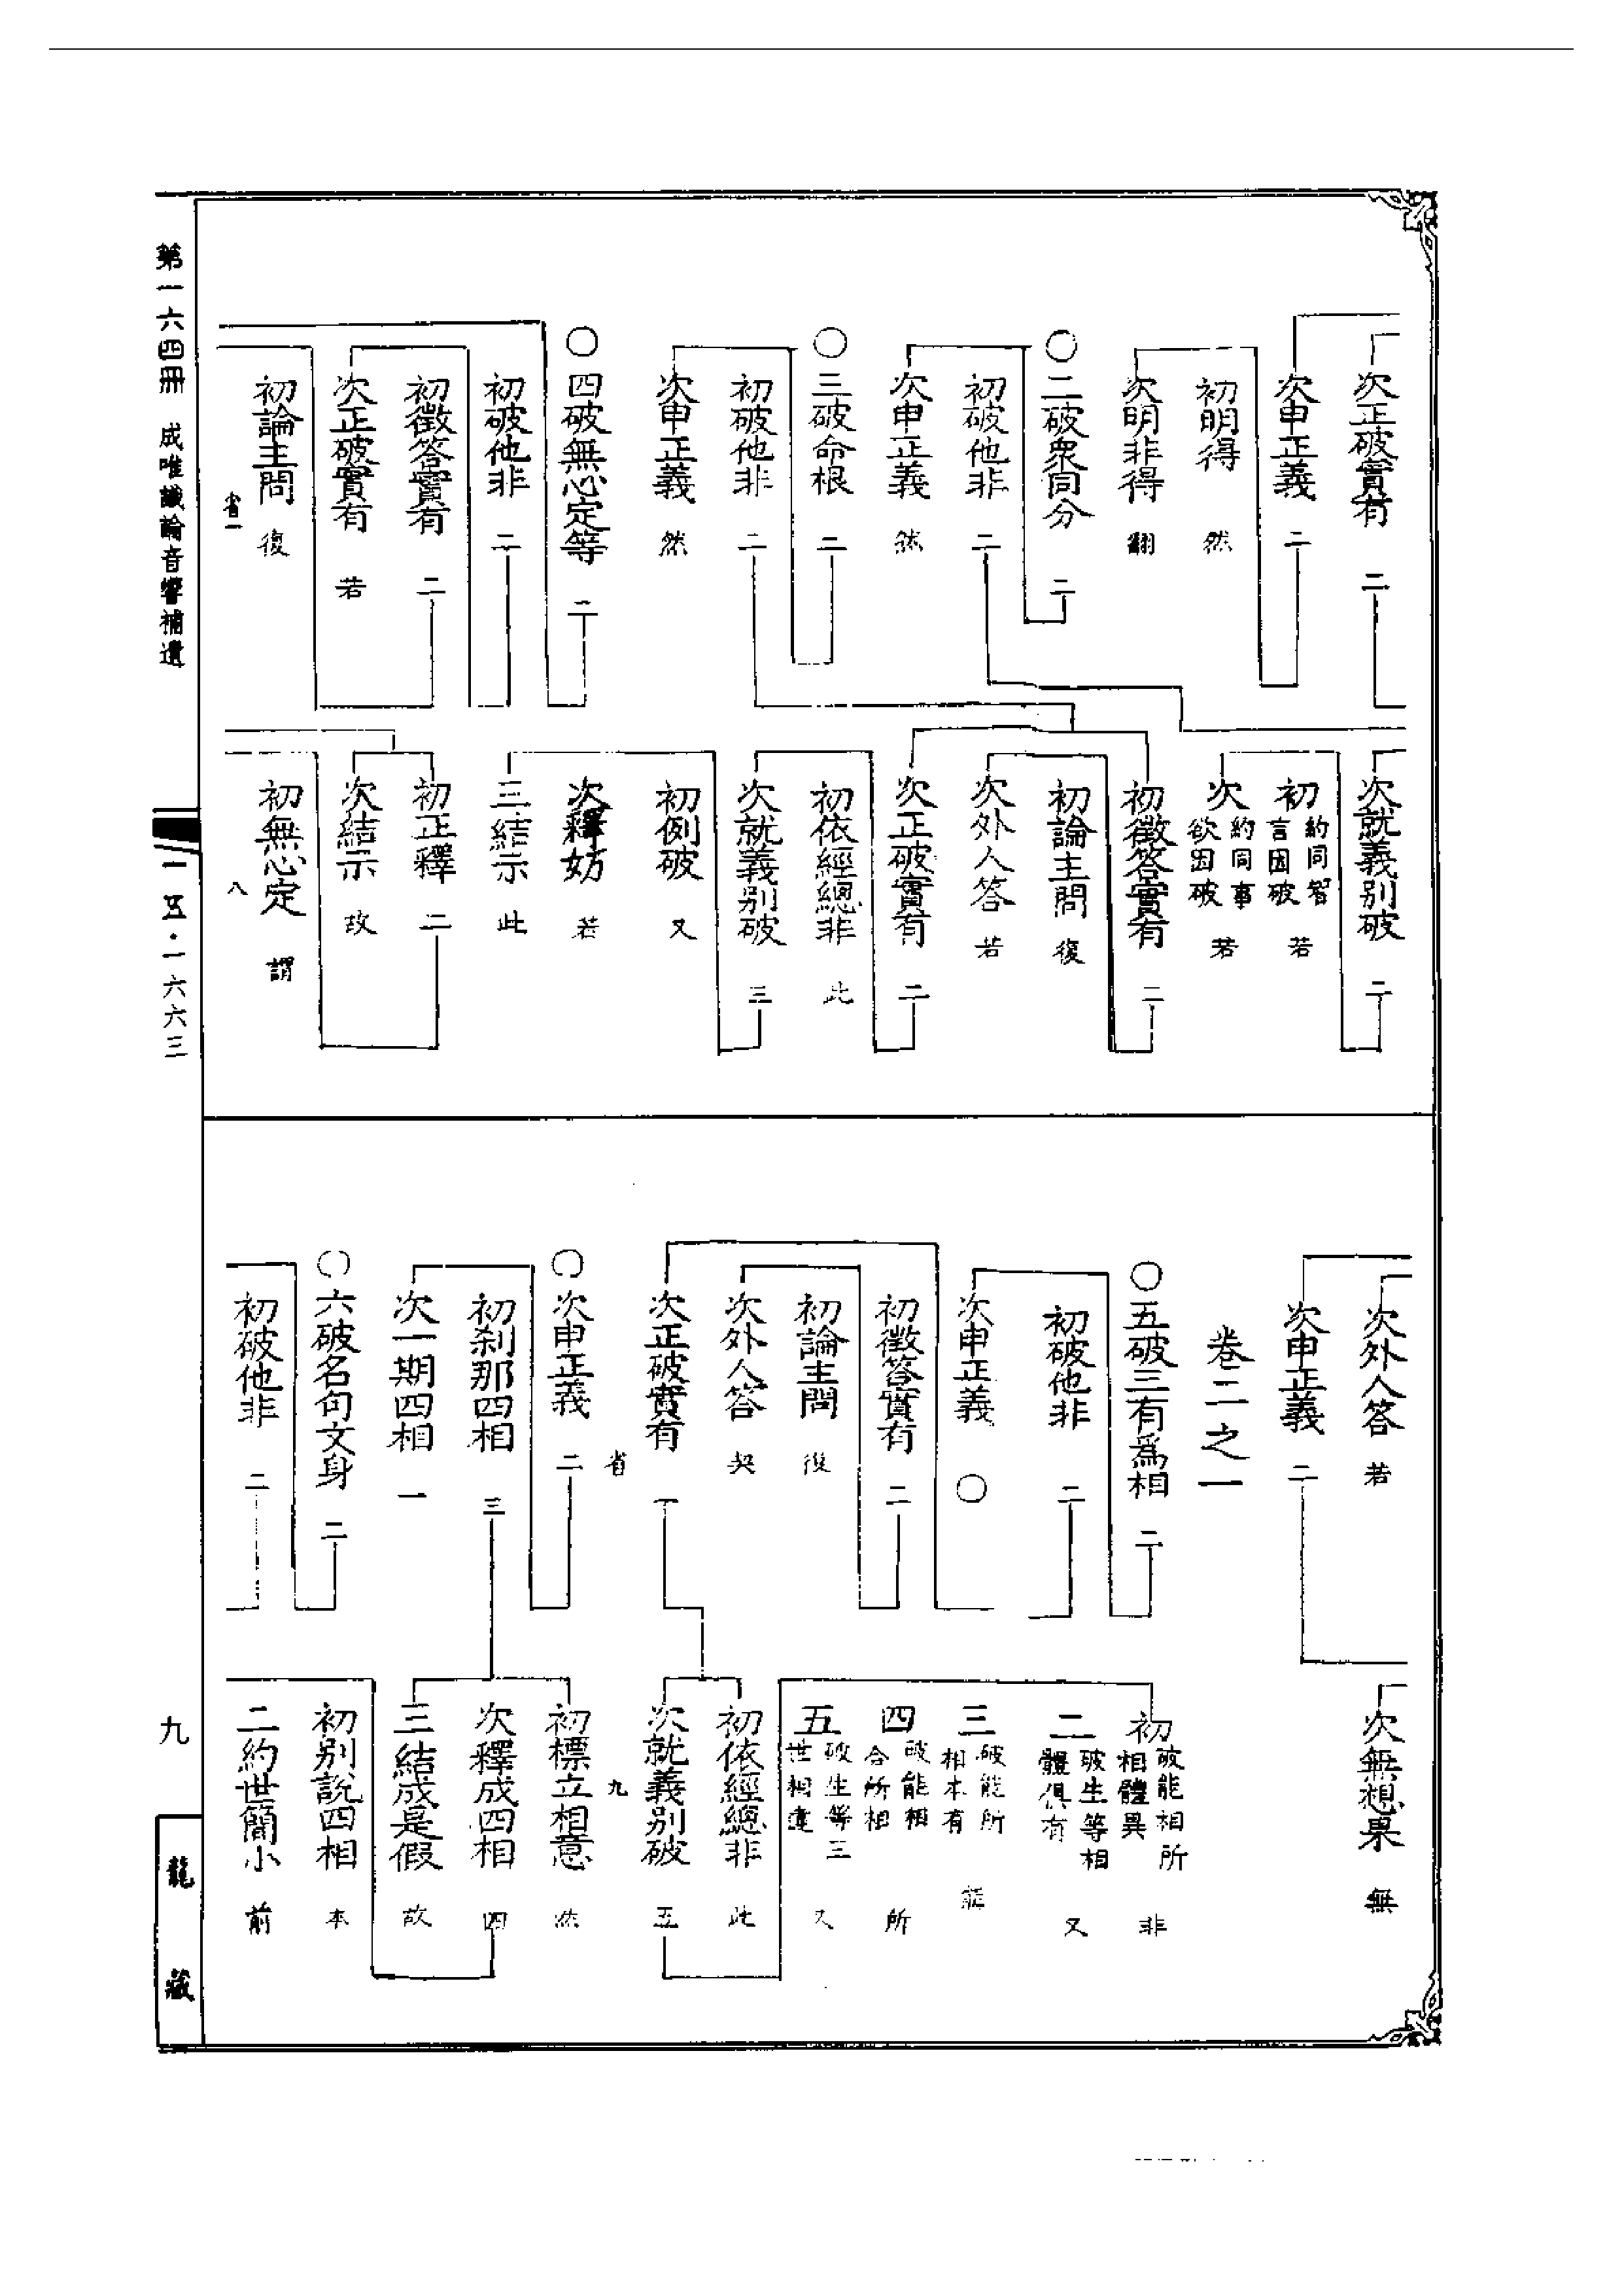 次正破實有 二
次申正義 二
初明得 然
次明非得 翻
○二破衆同分 二
初破他非 二
次申正義 然
○三破命根 二
初破他非 二
次申正義 然
○四破無心定等 二
初破他非 二
初徵答實有 二
次正破實有 若
初論主問 復
省一
次就義別破 二
初約同智言因破 若
次約同事欲因破 若
初徵答實有 二
初論主問 復
次外人答 若
次正破實有 二
初依經總非 此
次就義別破 三
初例破 又
次釋妨 若
三結示 此
初正釋 二
次結示 故
初無心定 謂
八
次外人答 若
次申正義 二
卷二之一
○五破三有爲相 二
初破他非 二
次申正義 ○
初徵答實有 二
初論主問 復
次外人答 契
次正破實有 二
省
○次申正義 二
初刹那四相 三
次一期四相 一
○六破名句文身 二
初破他非 二
次無想果 無
初破能相所相體異 非
二破生等相體俱有 又
三破能所相本有 能
四破能相合所相 所
五破生等三世相違 又
初依經總非 此
次就義別破 五
九
初標立相意 然
次釋成四相 四
三結成是假 故
初別說四相 本
二約世簡小 前
第一六四冊 成唯識論音響補遺
一五·一六六三
九
龍藏